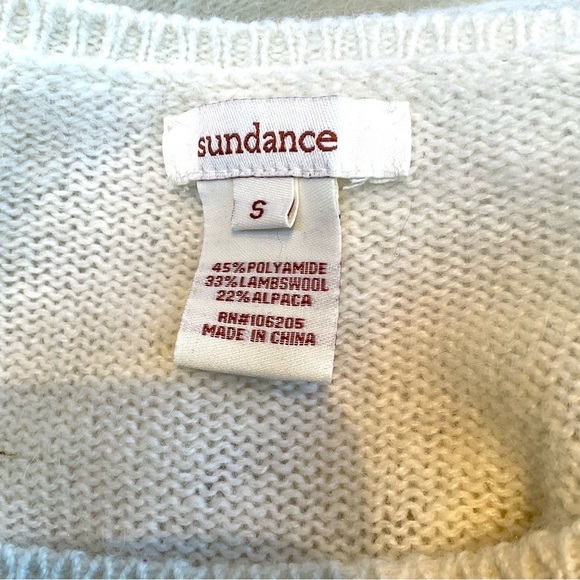 sundance
S
45%POLYAMIDE
33%LAMBSWOOL
22%ALPACA
RN#106205
MADE IN CHINA